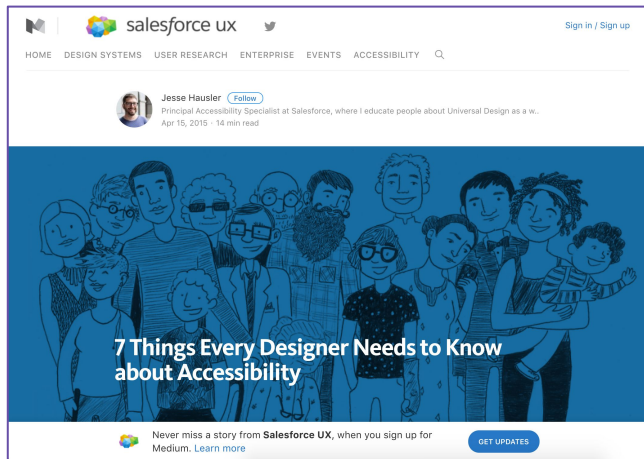 salesforce ux
Sign in / Sign up
HOME DESIGN SYSTEMS USER RESEARCH ENTERPRISE EVENTS ACCESSIBILITY
Jesse Hausler Follow
Principal Accessibility Specialist at Salesforce, where I educate people about Universal Design as a w..
Apr 15, 2015 · 14 min read
7 Things Every Designer Needs to Know
about Accessibility
Never miss a story from Salesforce UX, when you sign up for
Medium. Learn more
GET UPDATES